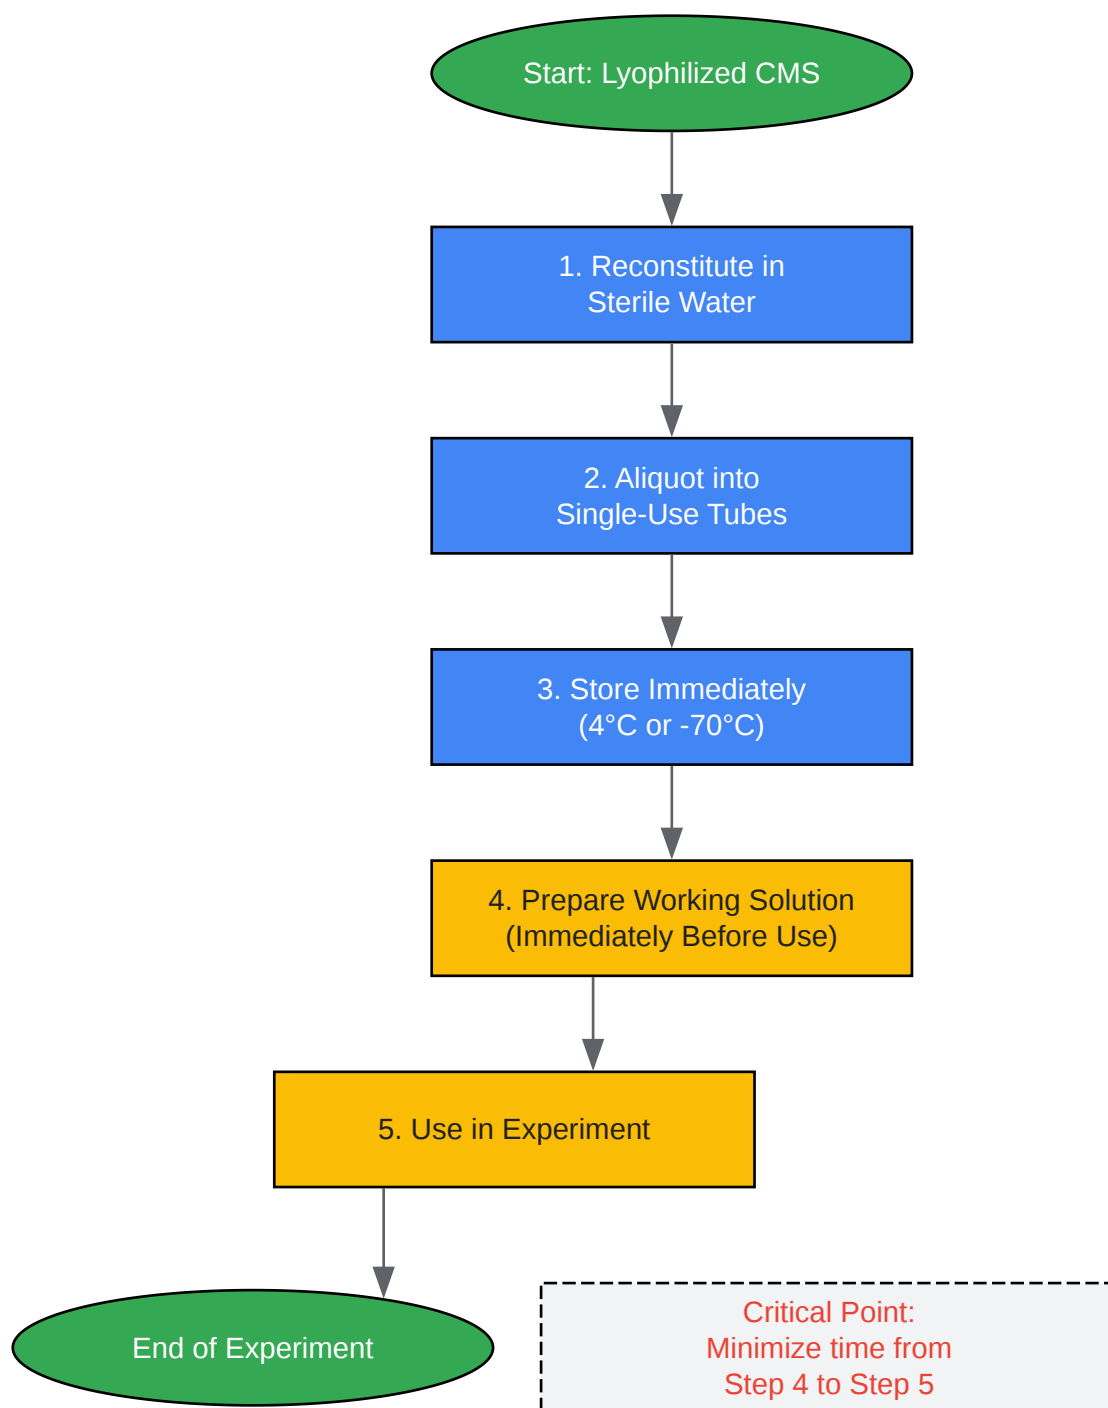 Start: Lyophilized CMS
1. Reconstitute in
Sterile Water
2. Aliquot into
Single-Use Tubes
3. Store Immediately
(4°C or -70°C)
4. Prepare Working Solution
(Immediately Before Use)
5. Use in Experiment
End of Experiment
Critical Point:
Minimize time from
Step 4 to Step 5